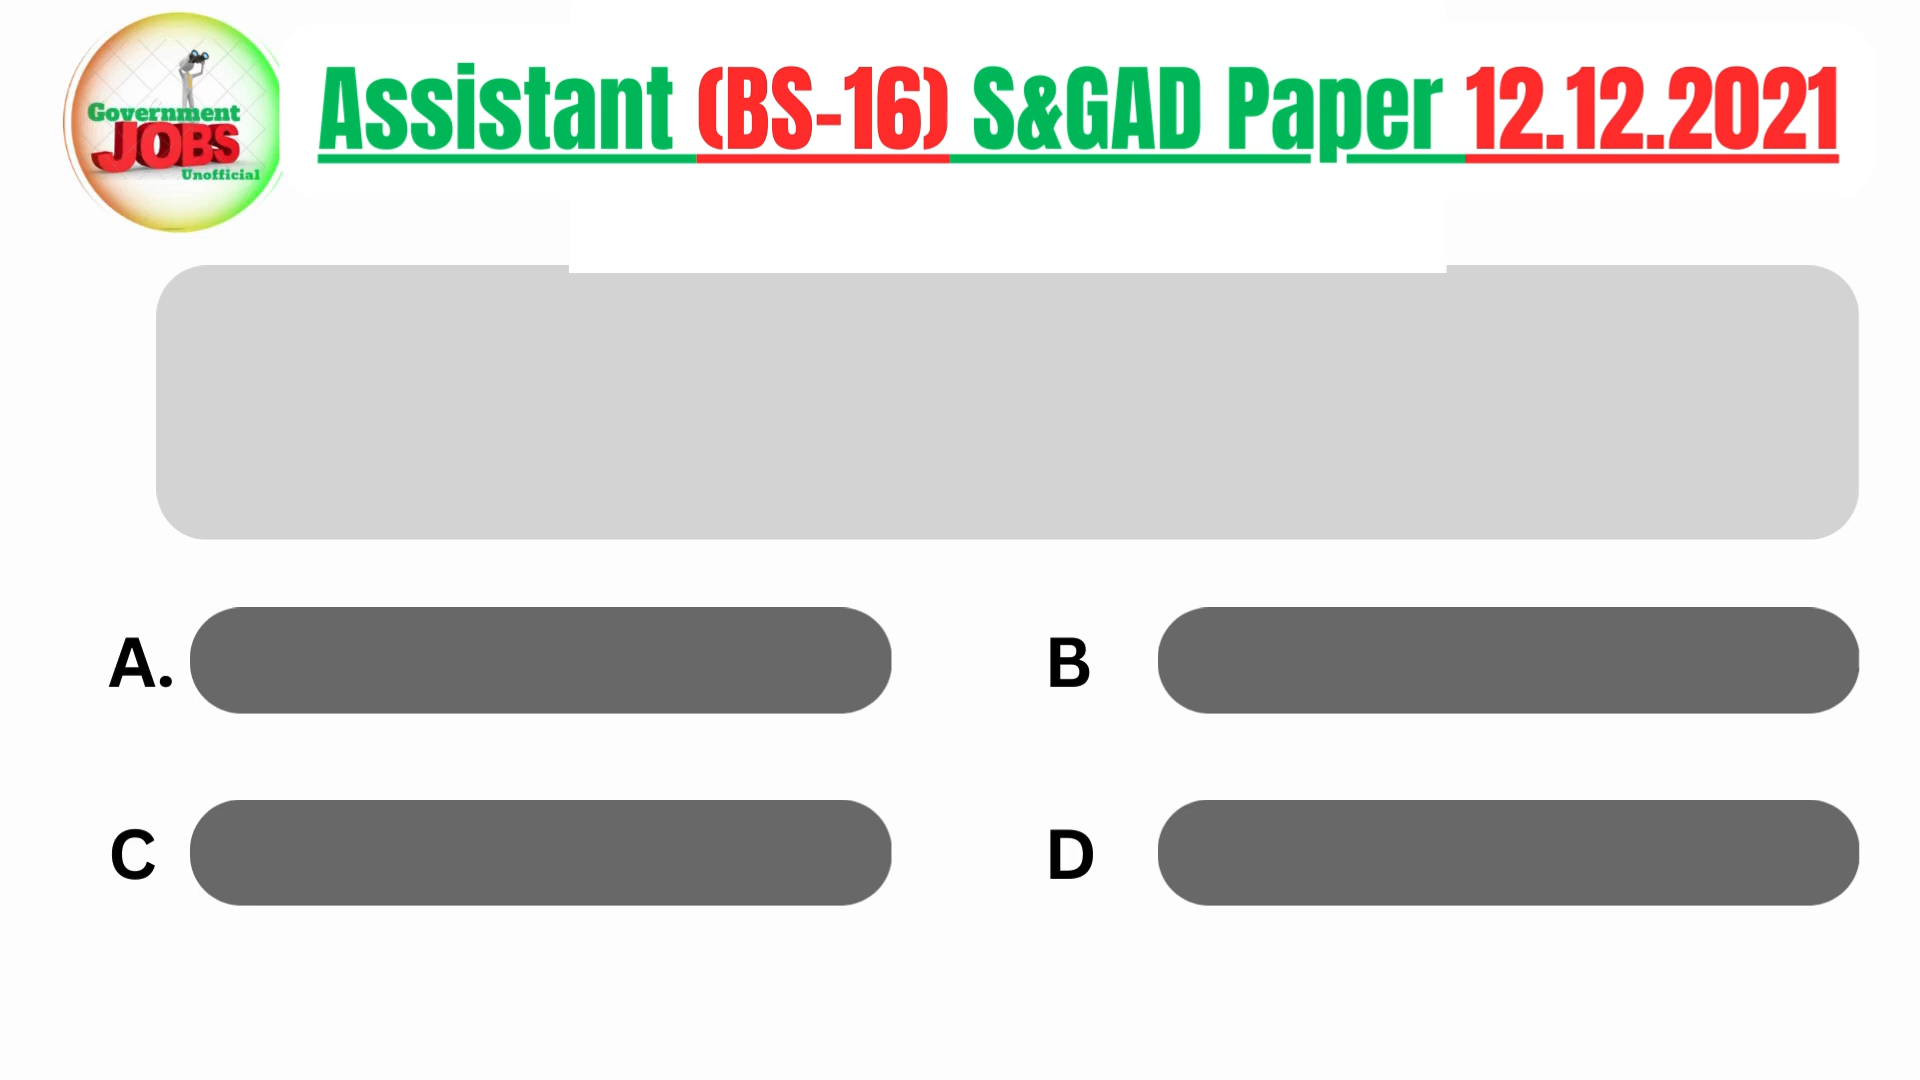 Assistant (BS-16) S&GAD Paper 12.12.2021
Government
JOBS
Unofficial
A.
B
C
D